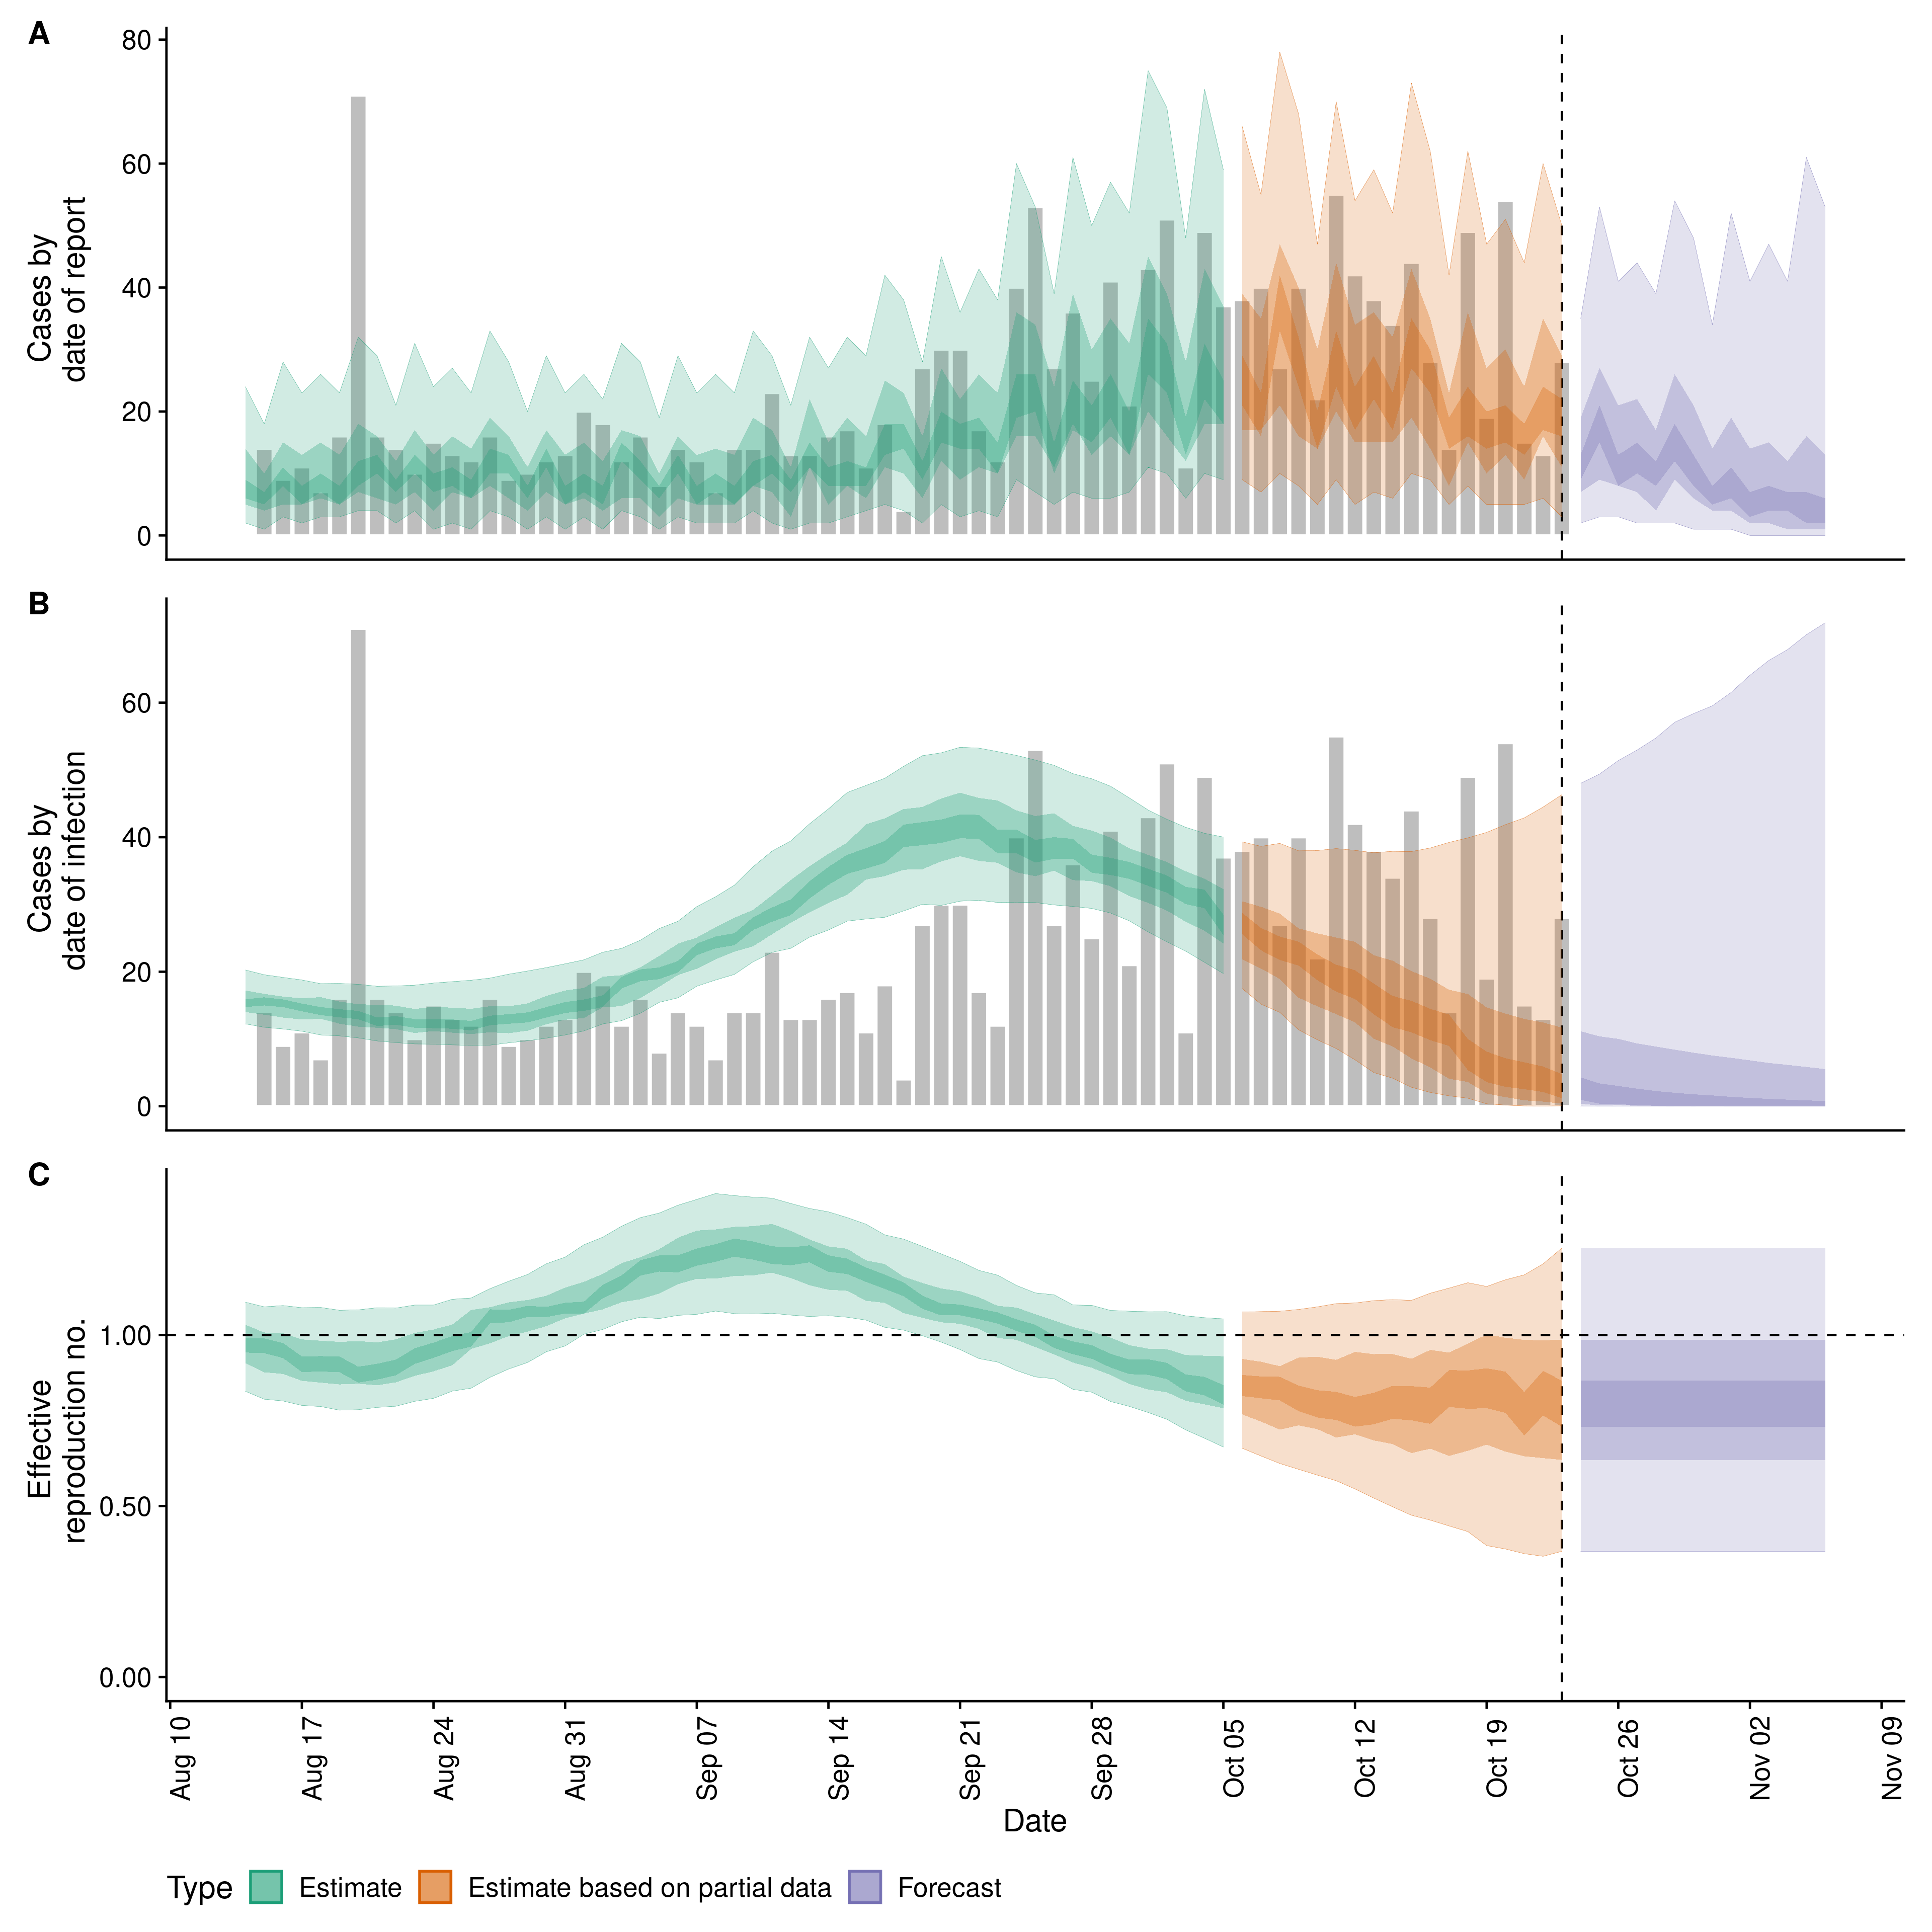 A
80
60
40
20
0
Cases by
date of report
B
60
40
20
0
Cases by
date of infection
C
1.00
0.50
0.00
Effective
reproduction no.
Aug 10
Aug 17
Aug 24
Aug 31
Sep 07
Sep 14
Sep 21
Sep 28
Oct 05
Oct 12
Oct 19
Oct 26
Nov 02
Nov 09
Date
Type Estimate Estimate based on partial data Forecast